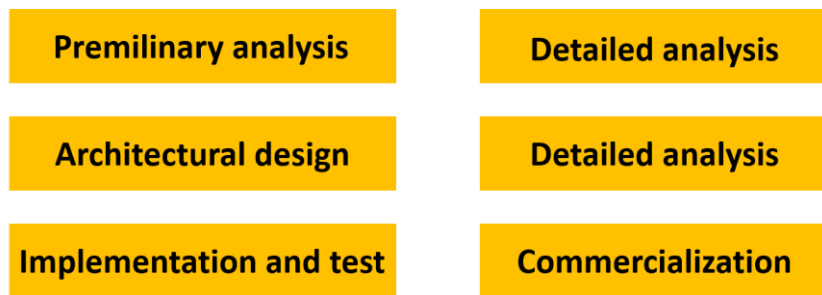 Premilinary analysis
Detailed analysis
Architectural design
Detailed analysis
Implementation and test
Commercialization